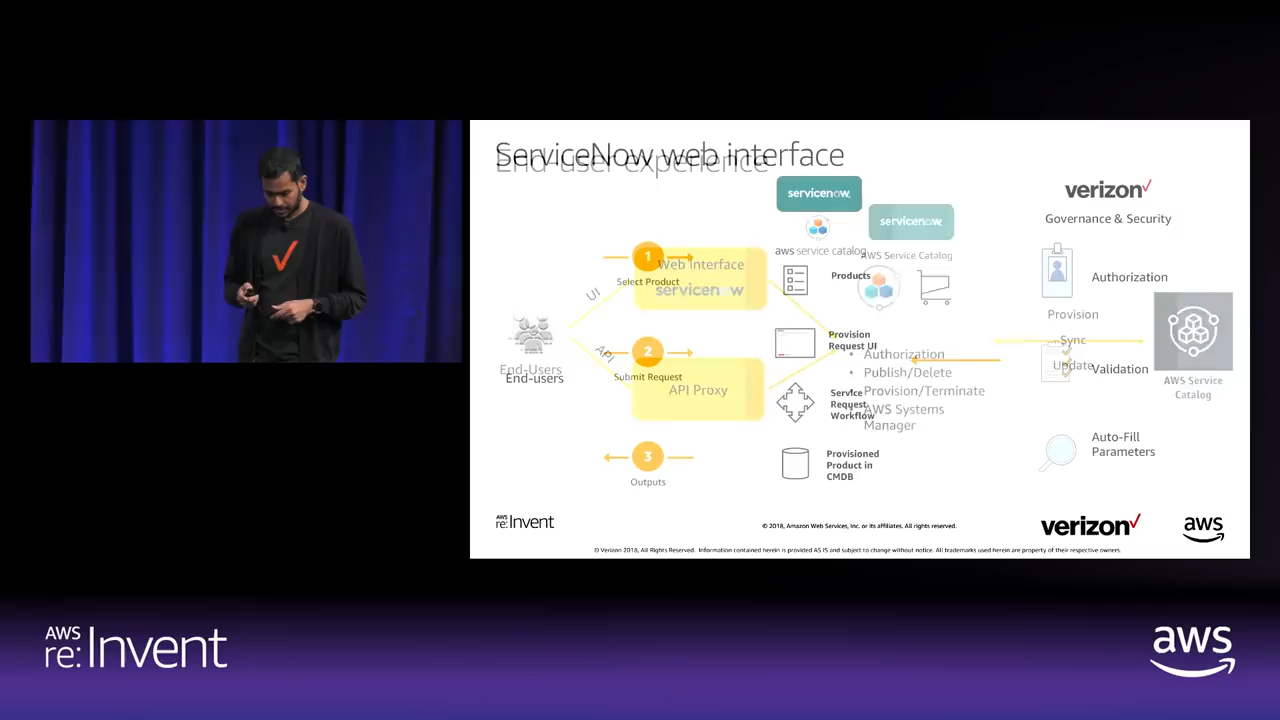 ServiceNow web interface
End-user experience
servicenow
aws service catalog
servicenow
AWS Service Catalog
verizon
Governance & Security
1
Select Product
Web Interface
servicenow
UI
API
End-Users
End-users
2
Submit Request
API Proxy
3
Outputs
Products
Provision
Request UI
Service
Request
Workflow
Provisioned
Product in
CMDB
• Authorization
• Publish/Delete
• Provision/Terminate
• AWS Systems
Manager
Authorization
Provision
Sync
Update
Validation
Auto-Fill
Parameters
AWS Service
Catalog
AWS
re:Invent
© 2018, Amazon Web Services, Inc. or its affiliates. All rights reserved.
verizon
aws
© Verizon 2018, All Rights Reserved. Information contained herein is provided AS IS and subject to change without notice. All trademarks used herein are property of their respective owners.
AWS
re:Invent
aws